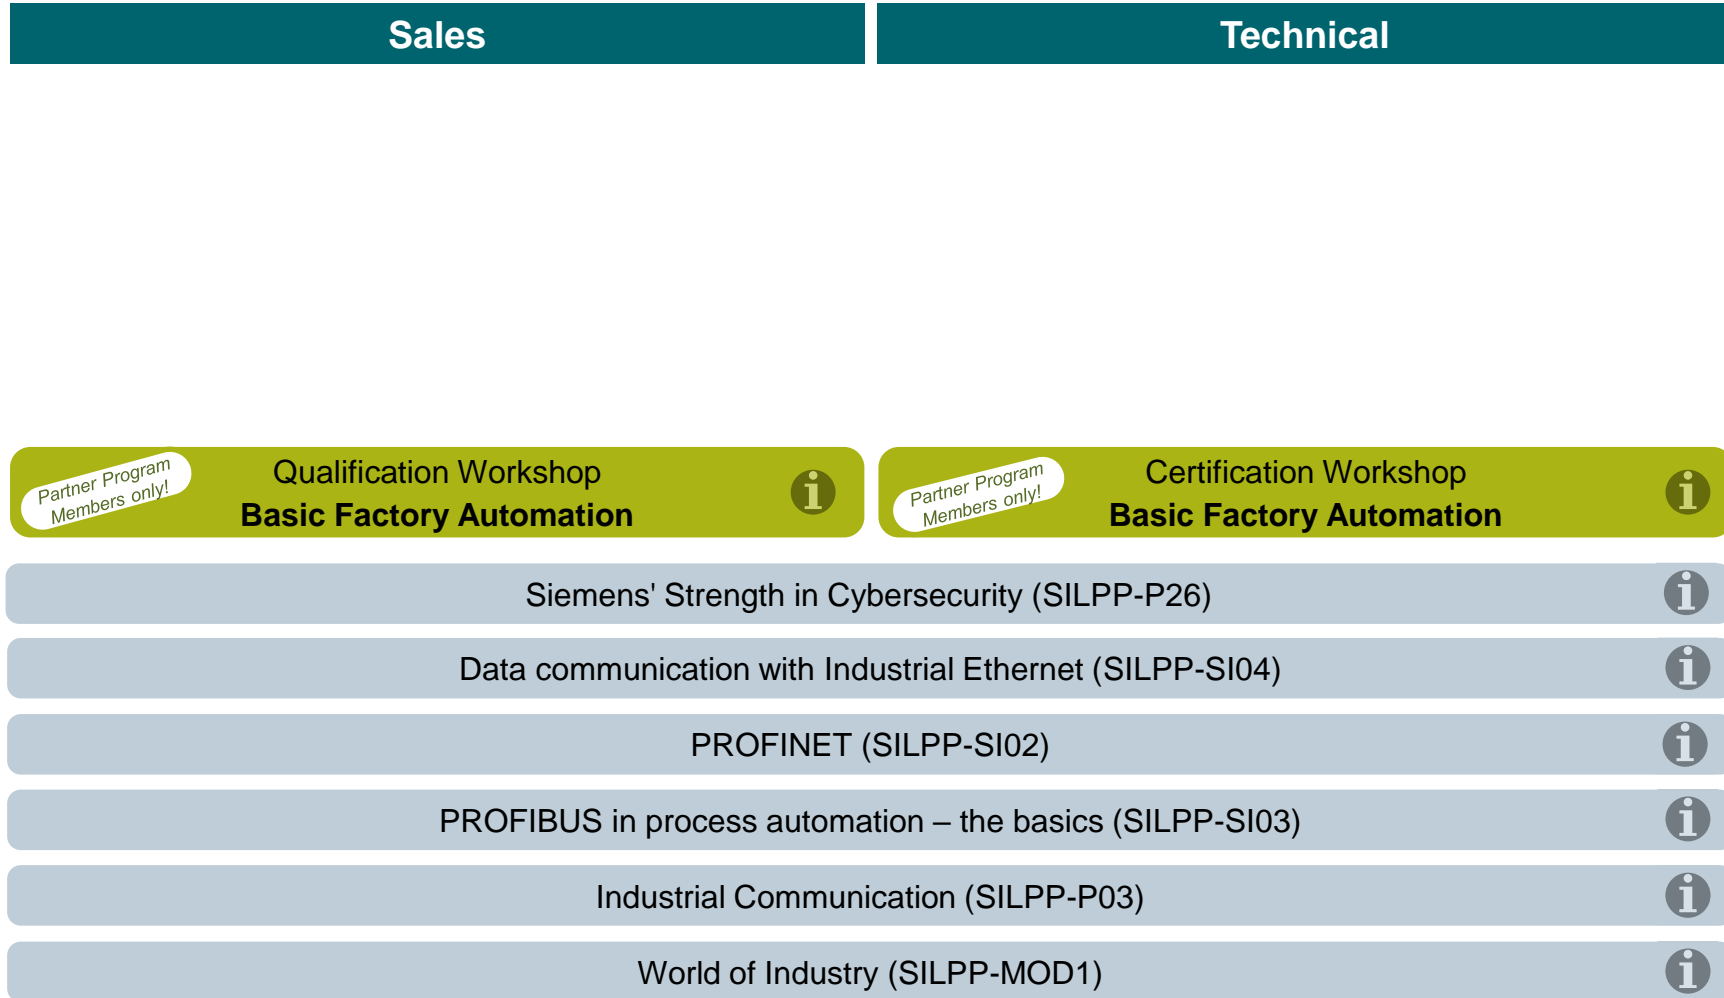 Sales
Technical
Partner Program
Members only!
Qualification Workshop
Basic Factory Automation
i
Partner Program
Members only!
Certification Workshop
Basic Factory Automation
i
Siemens' Strength in Cybersecurity (SILPP-P26)
i
Data communication with Industrial Ethernet (SILPP-SI04)
i
PROFINET (SILPP-SI02)
i
PROFIBUS in process automation – the basics (SILPP-SI03)
i
Industrial Communication (SILPP-P03)
i
World of Industry (SILPP-MOD1)
i